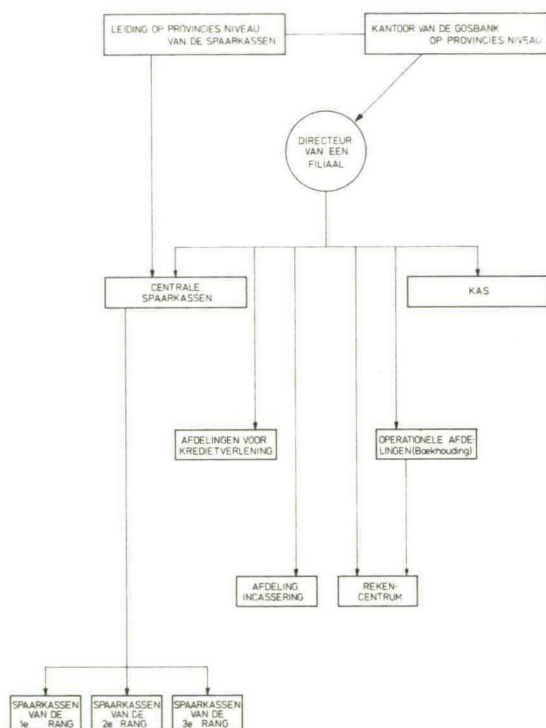 LEIDING OP PROVINCIES NIVEAU
VAN DE SPAARKASSEN
KANTOOR VAN DE GOSBANK
OP PROVINCIES NIVEAU
DIRECTEUR
VAN EEN
FILIAAL
CENTRALE
SPAARKASSEN
KAS
AFDELINGEN VOOR
KREDIETVERLENING
OPERATIONELE AFDE-
LINGEN (Boekhouding)
AFDELING
INCASSERING
REKEN-
CENTRUM
SPAARKASSEN
VAN DE
1e RANG
SPAARKASSEN
VAN DE
2e RANG
SPAARKASSEN
VAN DE
3e RANG